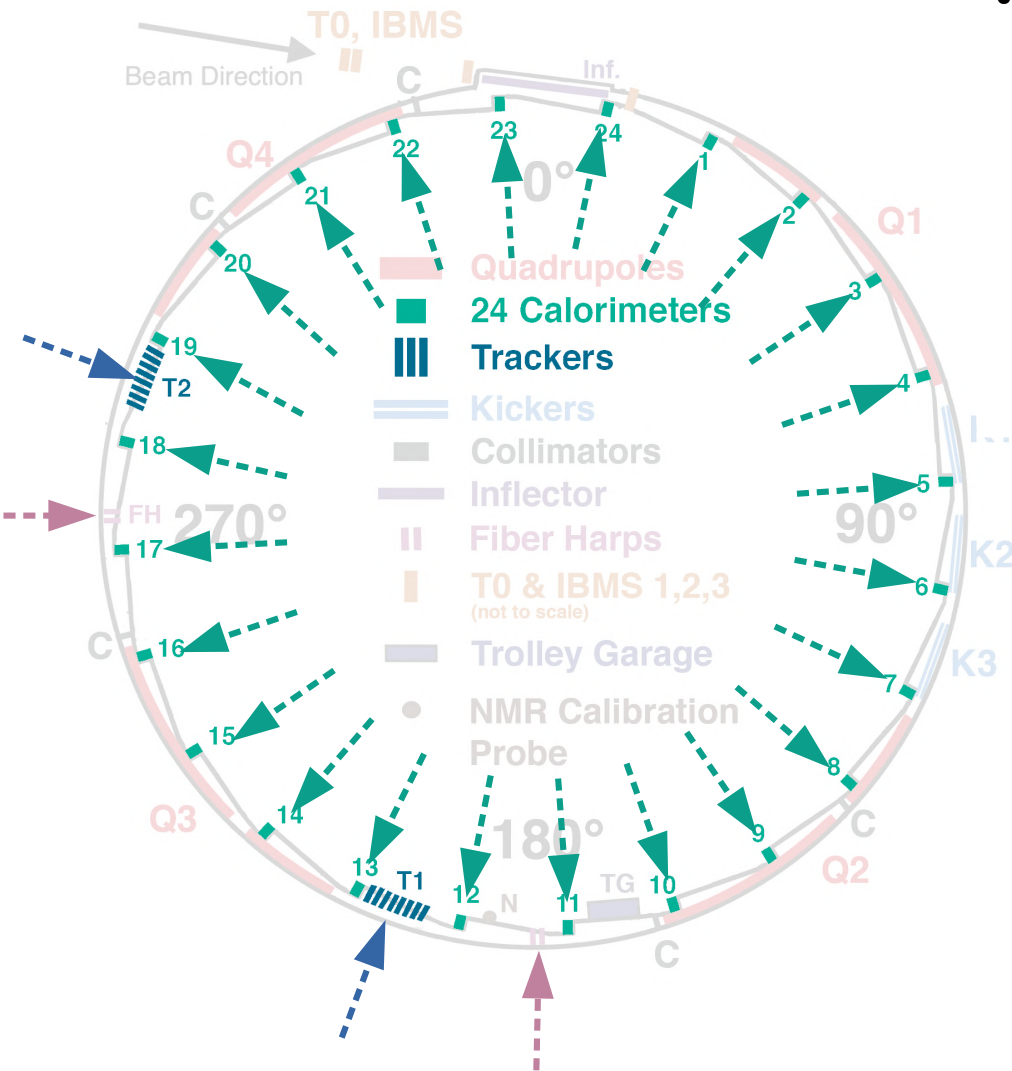 T0, IBMS
Beam Direction
C
Inf.
23
24
22
1
Q4
0°
21
2
C
Q1
20
Quadrupoles
3
24 Calorimeters
19
Trackers
T2
4
Kickers
18
Collimators
5
Inflector
FH
270°
90°
Fiber Harps
17
K2
T0 & IBMS 1,2,3
6
(not to scale)
C
16
Trolley Garage
K3
7
NMR Calibration
Probe
15
8
14
Q3
C
9
180°
13
Q2
T1
TG
10
12
N
11
C